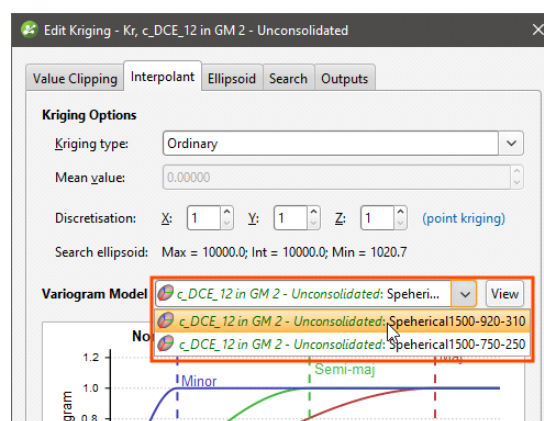 Edit Kriging - Kr, c_DCE_12 in GM 2 - Unconsolidated
Value Clipping Interpolant Ellipsoid Search Outputs
Kriging Options
Kriging type: Ordinary
Mean value: 0.00000
Discretisation: X: 1 Y: 1 Z: 1 (point kriging)
Search ellipsoid: Max = 10000.0; Int = 10000.0; Min = 1020.7
Variogram Model c_DCE_12 in GM 2 - Unconsolidated: Speheri... View
c_DCE_12 in GM 2 - Unconsolidated: Speherical1500-920-310
c_DCE_12 in GM 2 - Unconsolidated: Speherical1500-750-250
1.2
Semi-maj
Minor
1.0
0.8